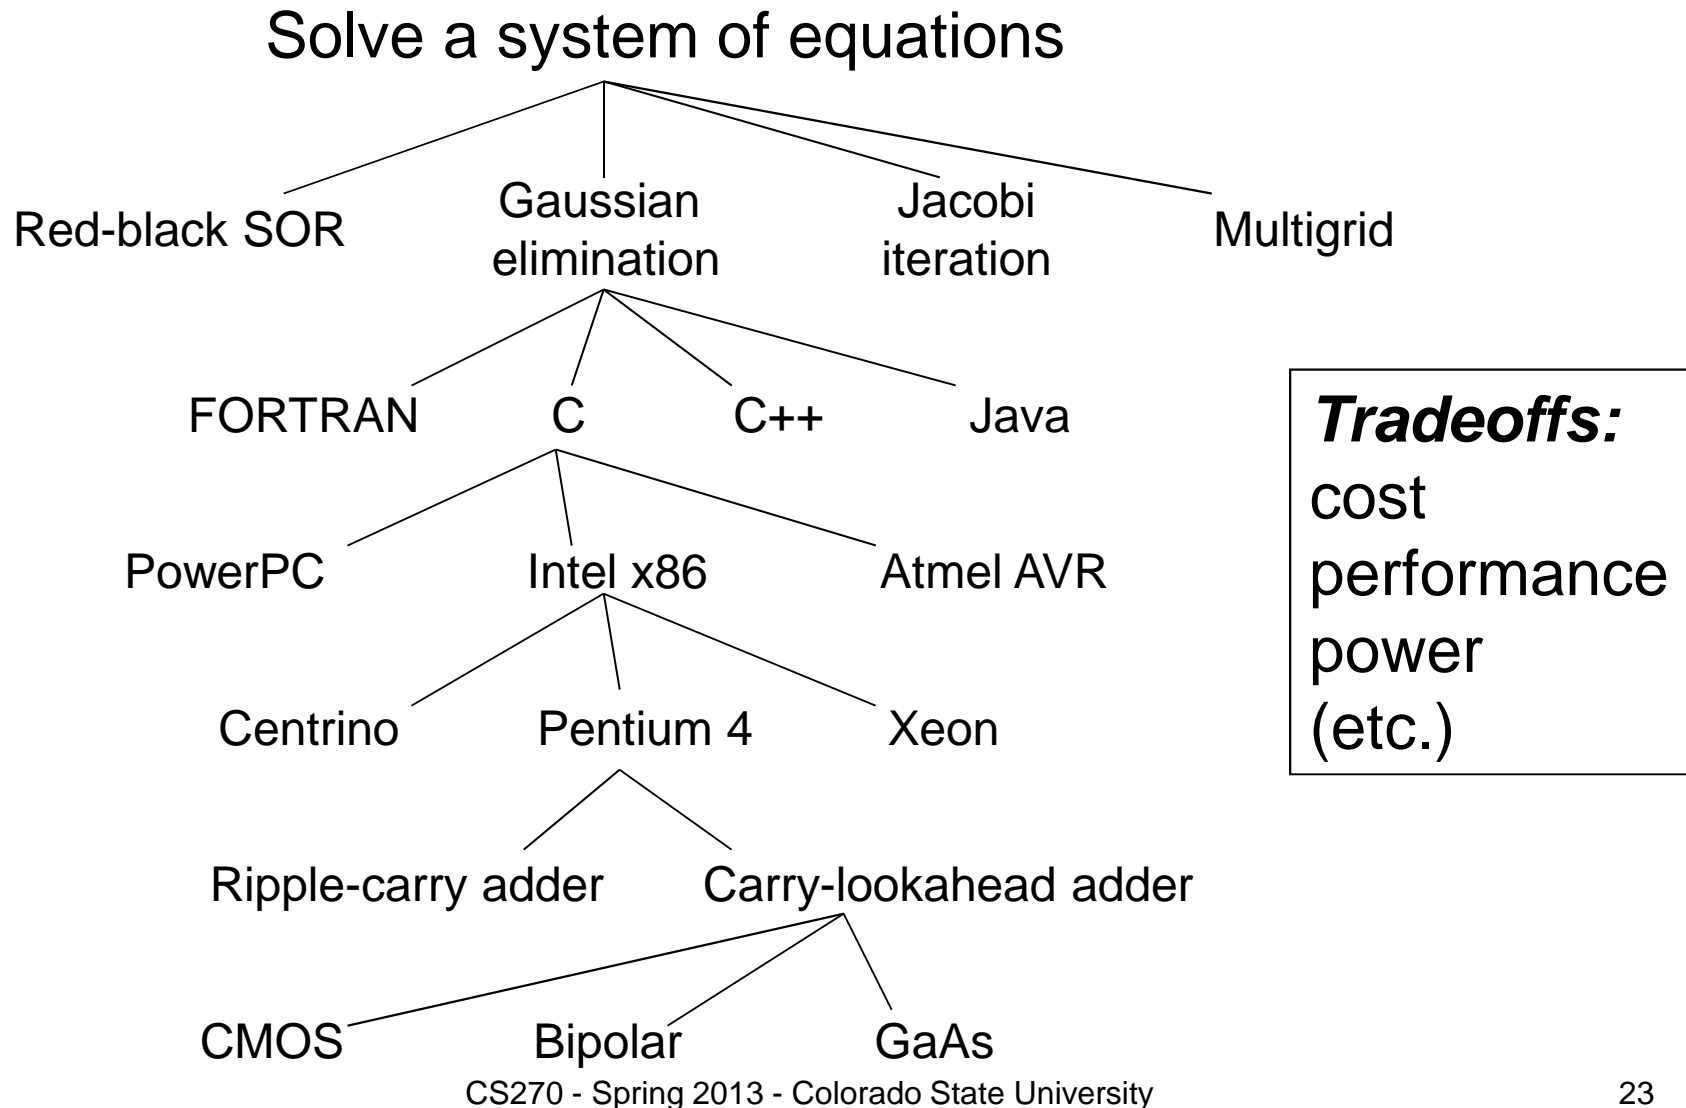 Solve a system of equations
Red-black SOR
Gaussian
elimination
Jacobi
iteration
Multigrid
FORTRAN
C
C++
Java
PowerPC
Intel x86
Atmel AVR
Centrino
Pentium 4
Xeon
Ripple-carry adder
Carry-lookahead adder
CMOS
Bipolar
GaAs
Tradeoffs:
cost
performance
power
(etc.)
CS270 - Spring 2013 - Colorado State University
23